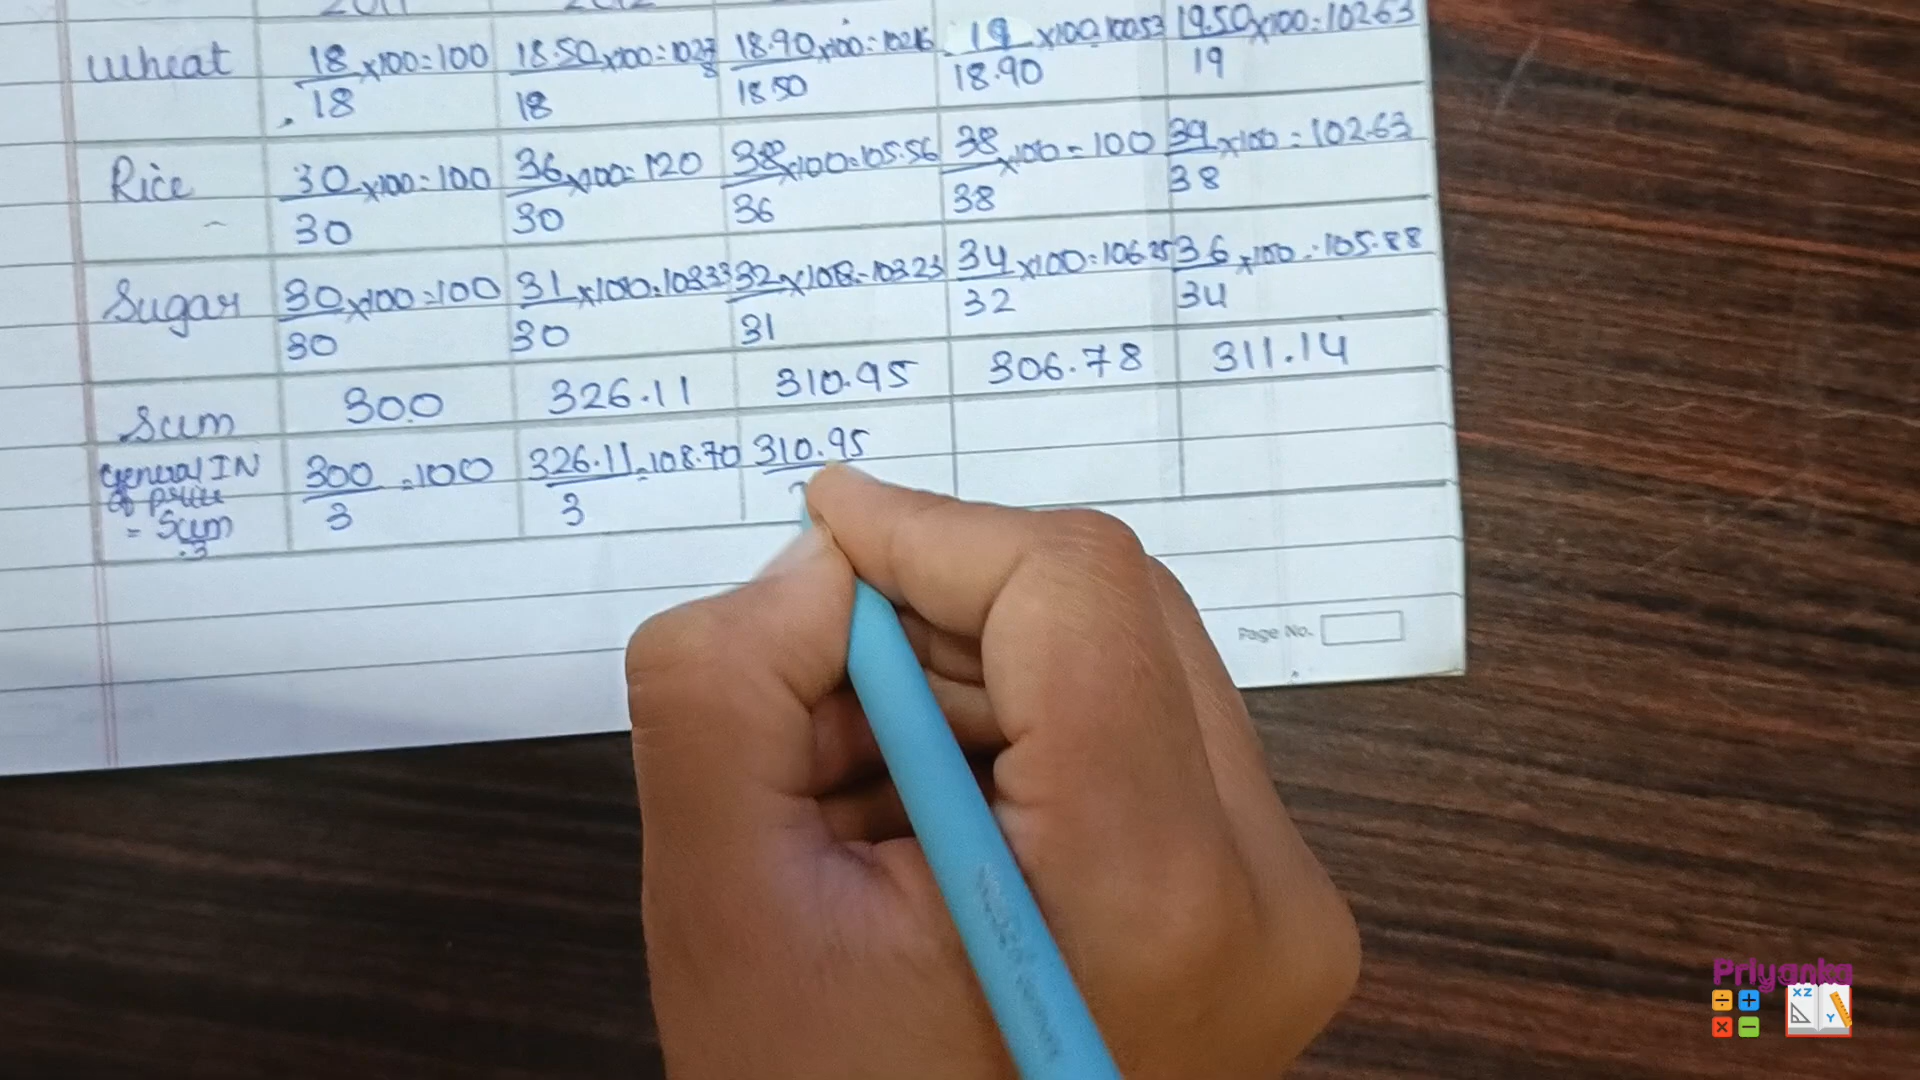 Wheat 18/18 x100=100 18.50/18 x100=102.78 18.90/18.50 x100=102.16 19/18.90 x100=100.53 19.50/19 x100=102.63
Rice 30/30 x100=100 36/30 x100=120 38/36 x100=105.56 38/38 x100=100 39/38 x100=102.63
Sugar 30/30 x100=100 31/30 x100=103.33 32/31 x100=103.23 34/32 x100=106.25 36/34 x100=105.88
Sum 300 326.11 310.95 306.78 311.14
General IN of price = Sum/3 300/3 =100 326.11/3 =108.70 310.95
Page No.
Priyanka
XZ
Y